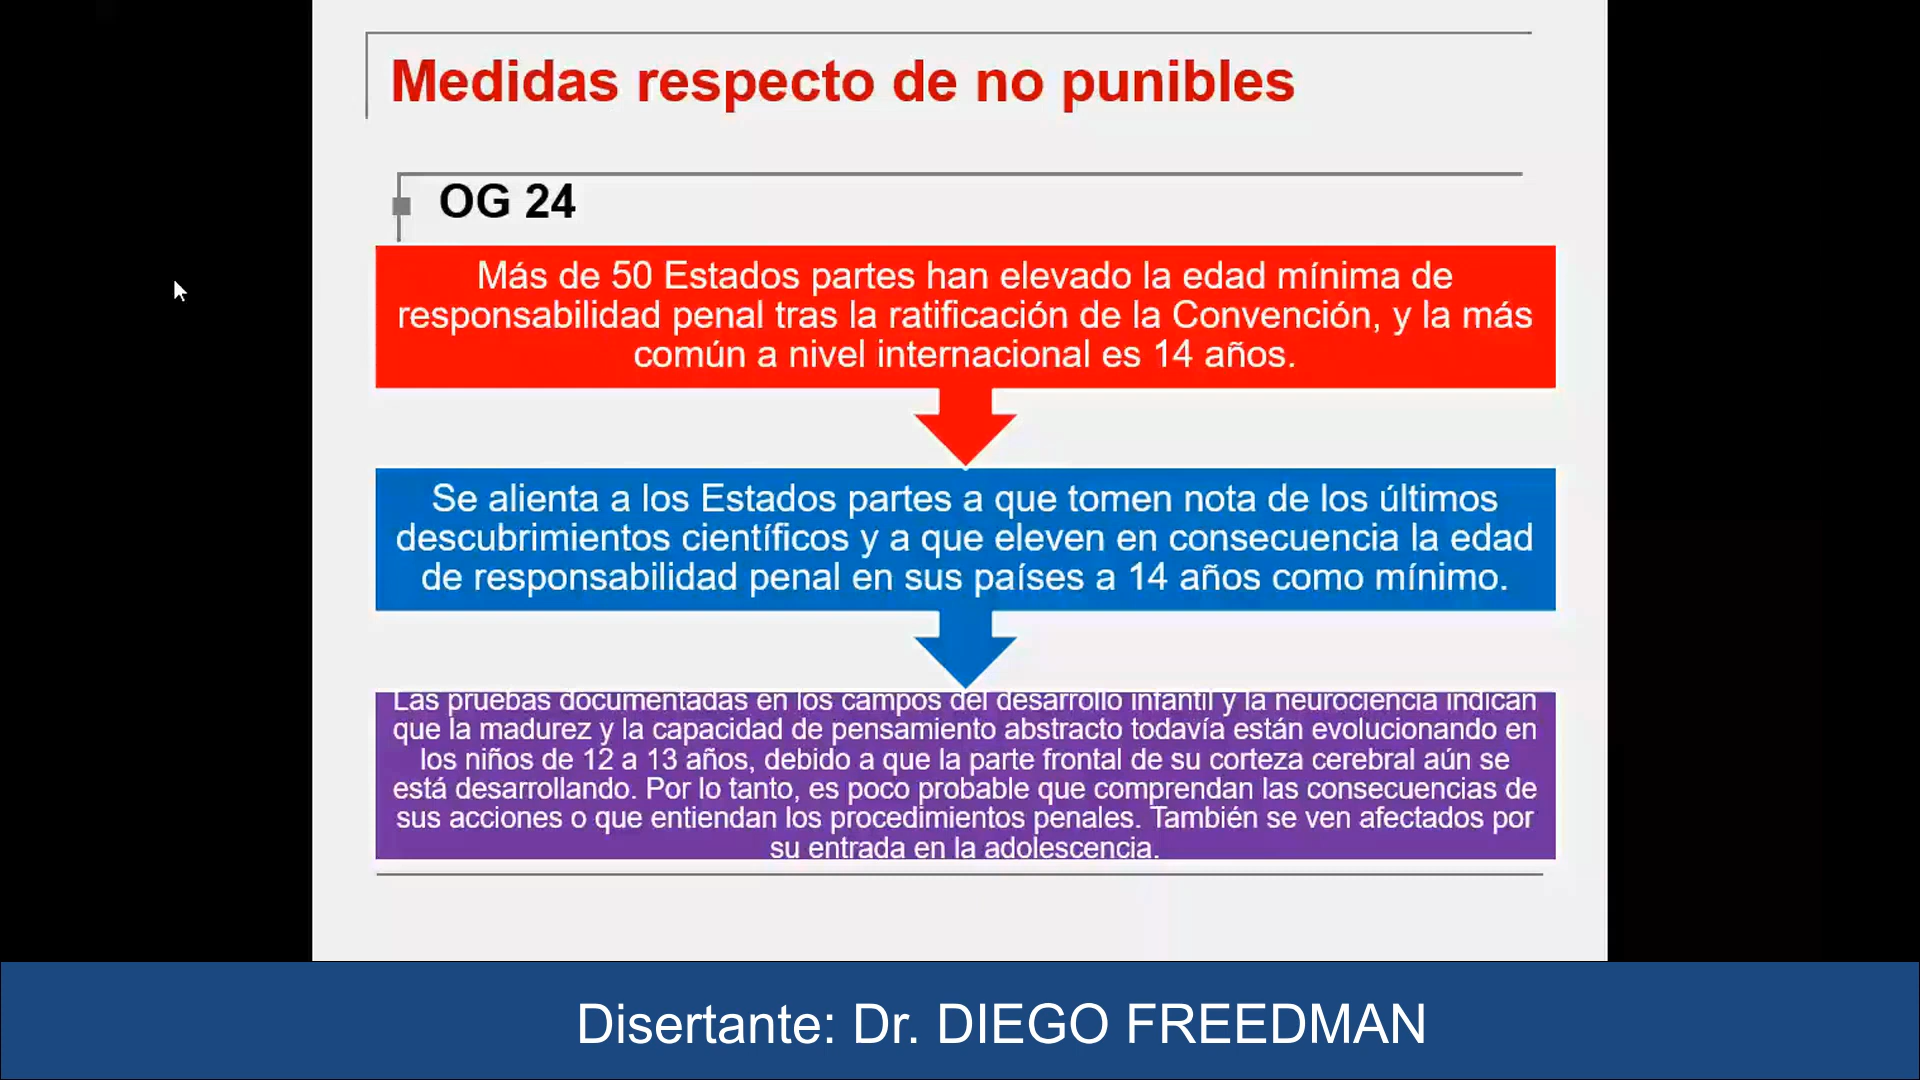 Medidas respecto de no punibles
OG 24
Más de 50 Estados partes han elevado la edad mínima de
responsabilidad penal tras la ratificación de la Convención, y la más
común a nivel internacional es 14 años.
Se alienta a los Estados partes a que tomen nota de los últimos
descubrimientos científicos y a que eleven en consecuencia la edad
de responsabilidad penal en sus países a 14 años como mínimo.
Las pruebas documentadas en los campos del desarrollo infantil y la neurociencia indican
que la madurez y la capacidad de pensamiento abstracto todavía están evolucionando en
los niños de 12 a 13 años, debido a que la parte frontal de su corteza cerebral aún se
está desarrollando. Por lo tanto, es poco probable que comprendan las consecuencias de
sus acciones o que entiendan los procedimientos penales. También se ven afectados por
su entrada en la adolescencia.
Disertante: Dr. DIEGO FREEDMAN